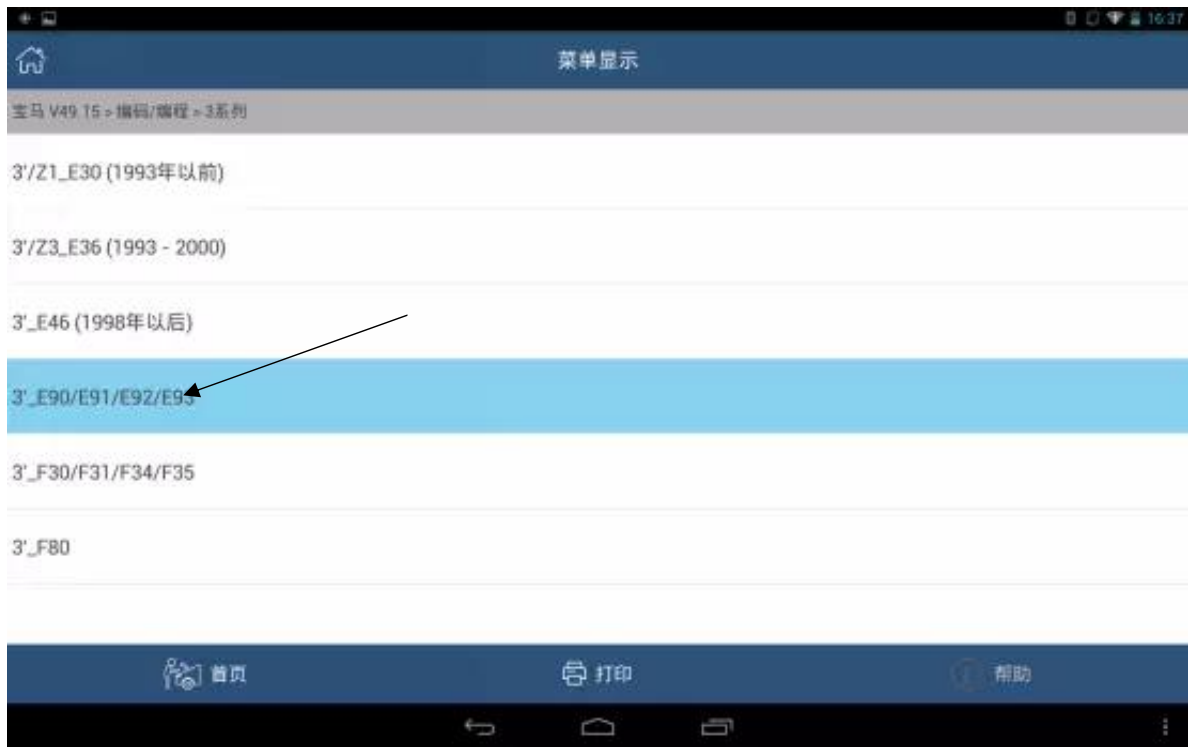 16:37
菜单显示
宝马 V49.15 > 编码/编程 > 3系列
3'/Z1_E30 (1993年以前)
3'/Z3_E36 (1993 - 2000)
3'_E46 (1998年以后)
3'_E90/E91/E92/E93
3'_F30/F31/F34/F35
3'_F80
首页
打印
帮助